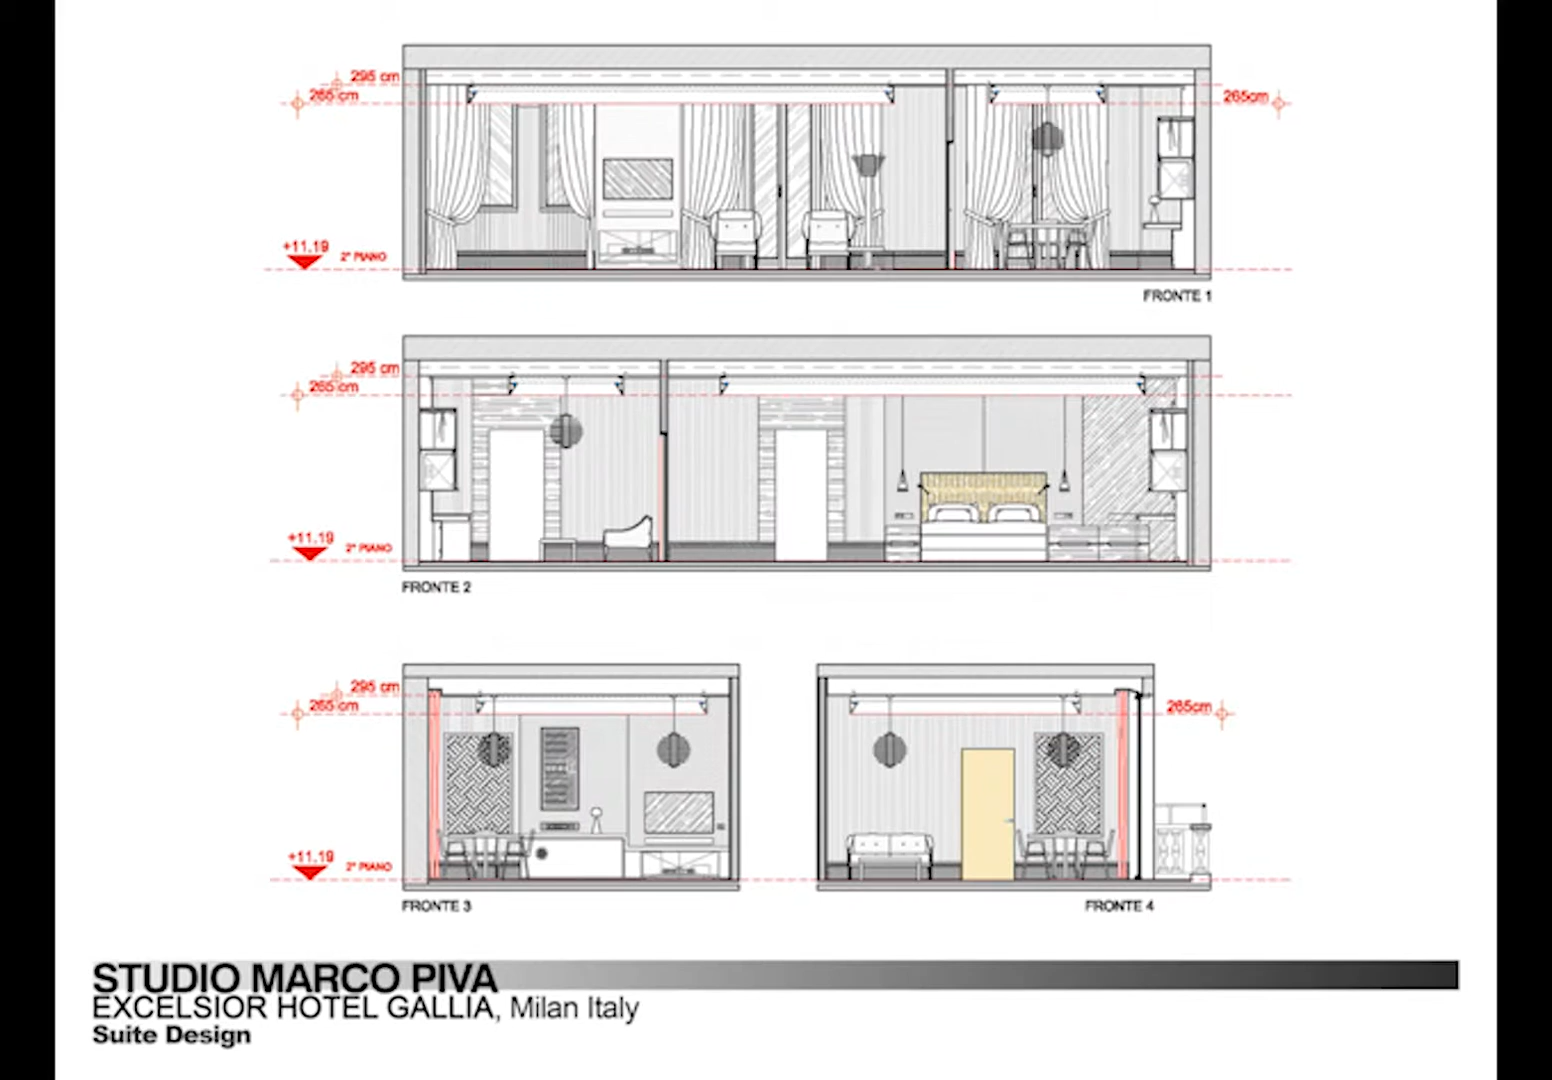 295 cm
265 cm
265cm
+11.19
2° PIANO
FRONTE 1
295 cm
265 cm
+11.19
2° PIANO
FRONTE 2
295 cm
265 cm
265cm
+11.19
2° PIANO
FRONTE 3
FRONTE 4
STUDIO MARCO PIVA
EXCELSIOR HOTEL GALLIA, Milan Italy
Suite Design